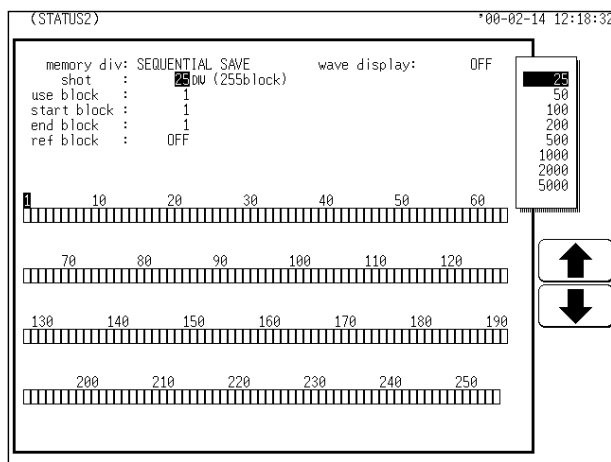 (STATUS2) '00-02-14 12:18:32
memory div: SEQUENTIAL SAVE wave display: OFF
shot : 25 DIV (255block)
use block : 1
start block : 1
end block : 1
ref block : OFF
25
50
100
200
500
1000
2000
5000
1 10 20 30 40 50 60
70 80 90 100 110 120
130 140 150 160 170 180 190
200 210 220 230 240 250